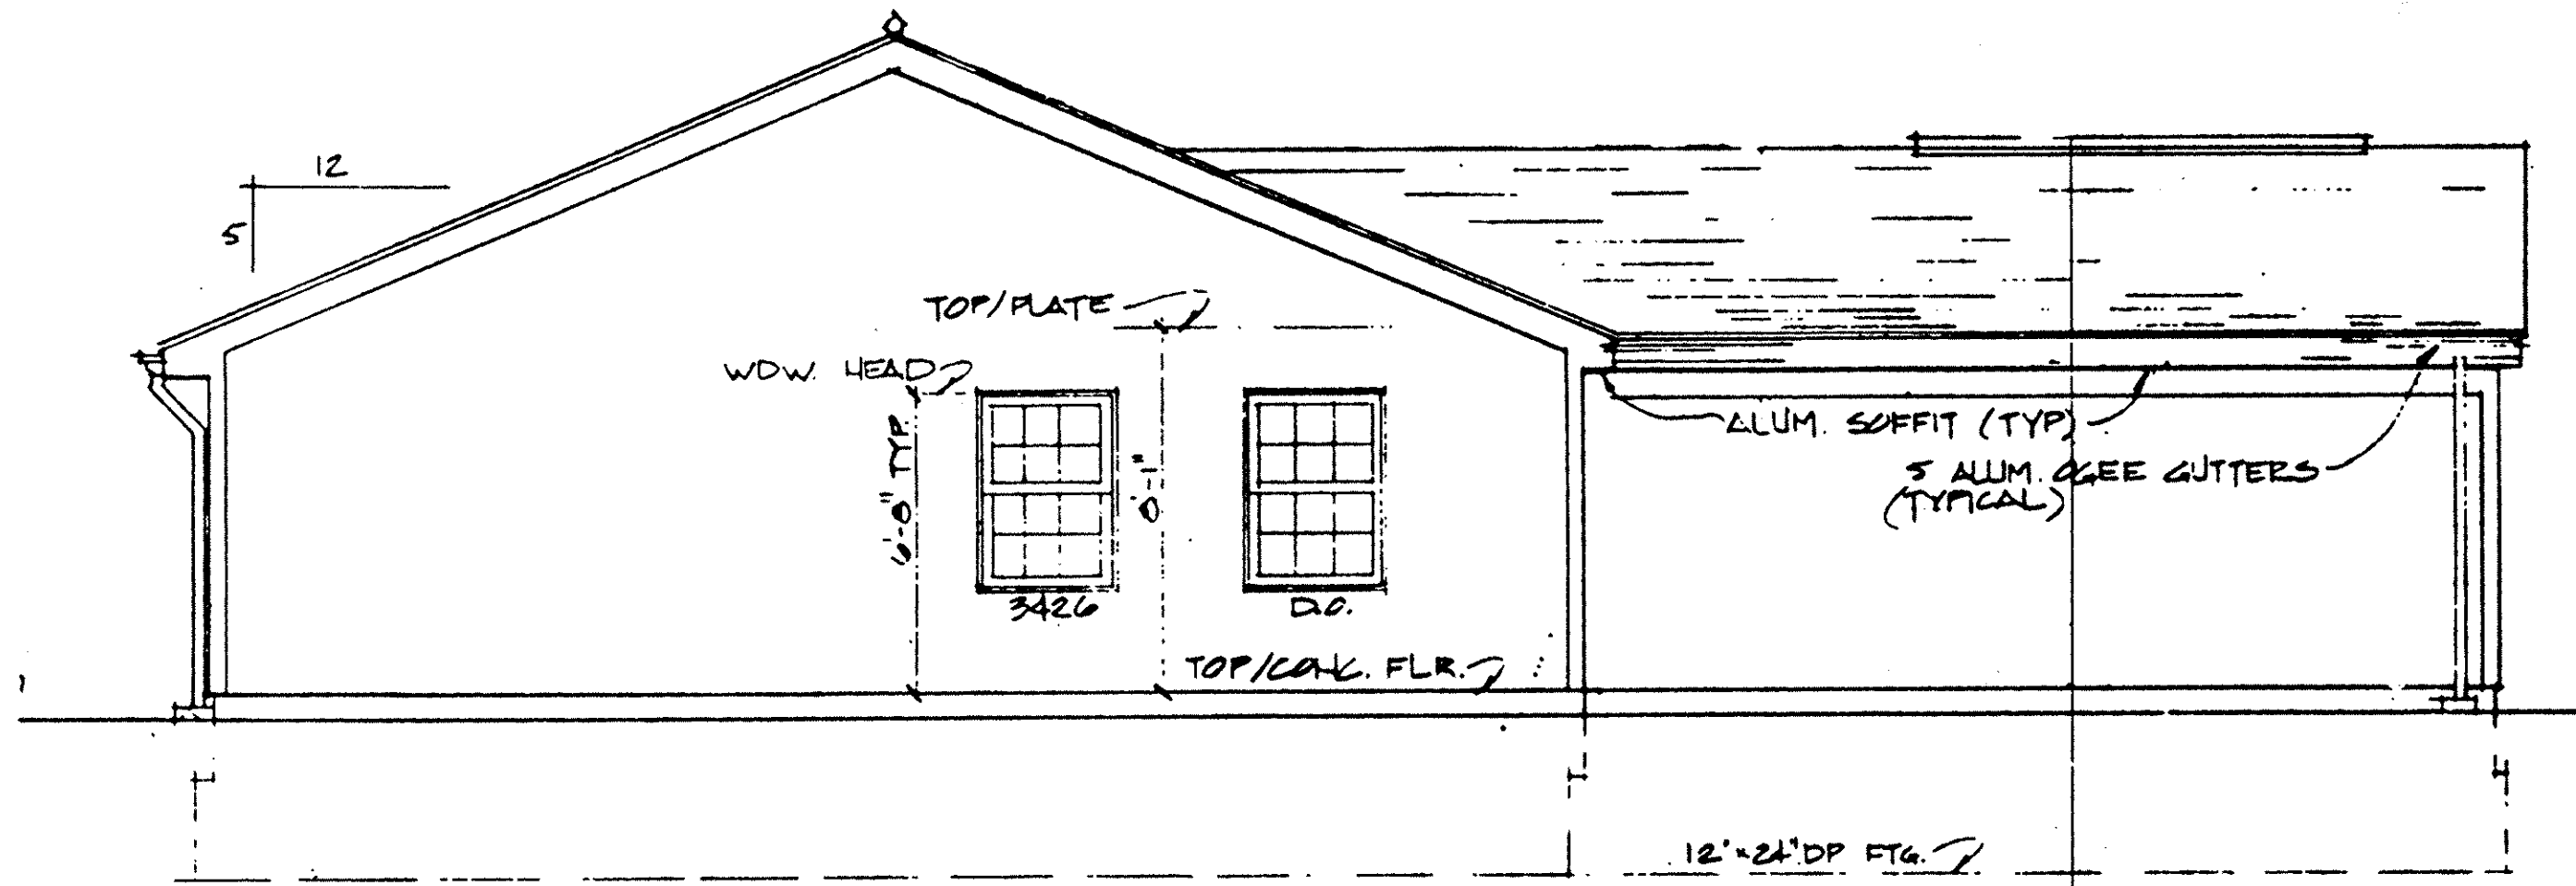 12
5
TOP/PLATE
WDW. HEAD
6'-8" TYP.
8'-1"
ALUM. SOFFIT (TYP)
5 ALUM. OGEE GUTTERS
(TYPICAL)
3426
D.O.
TOP/CONC. FLR.
12"x24" DP FTG.